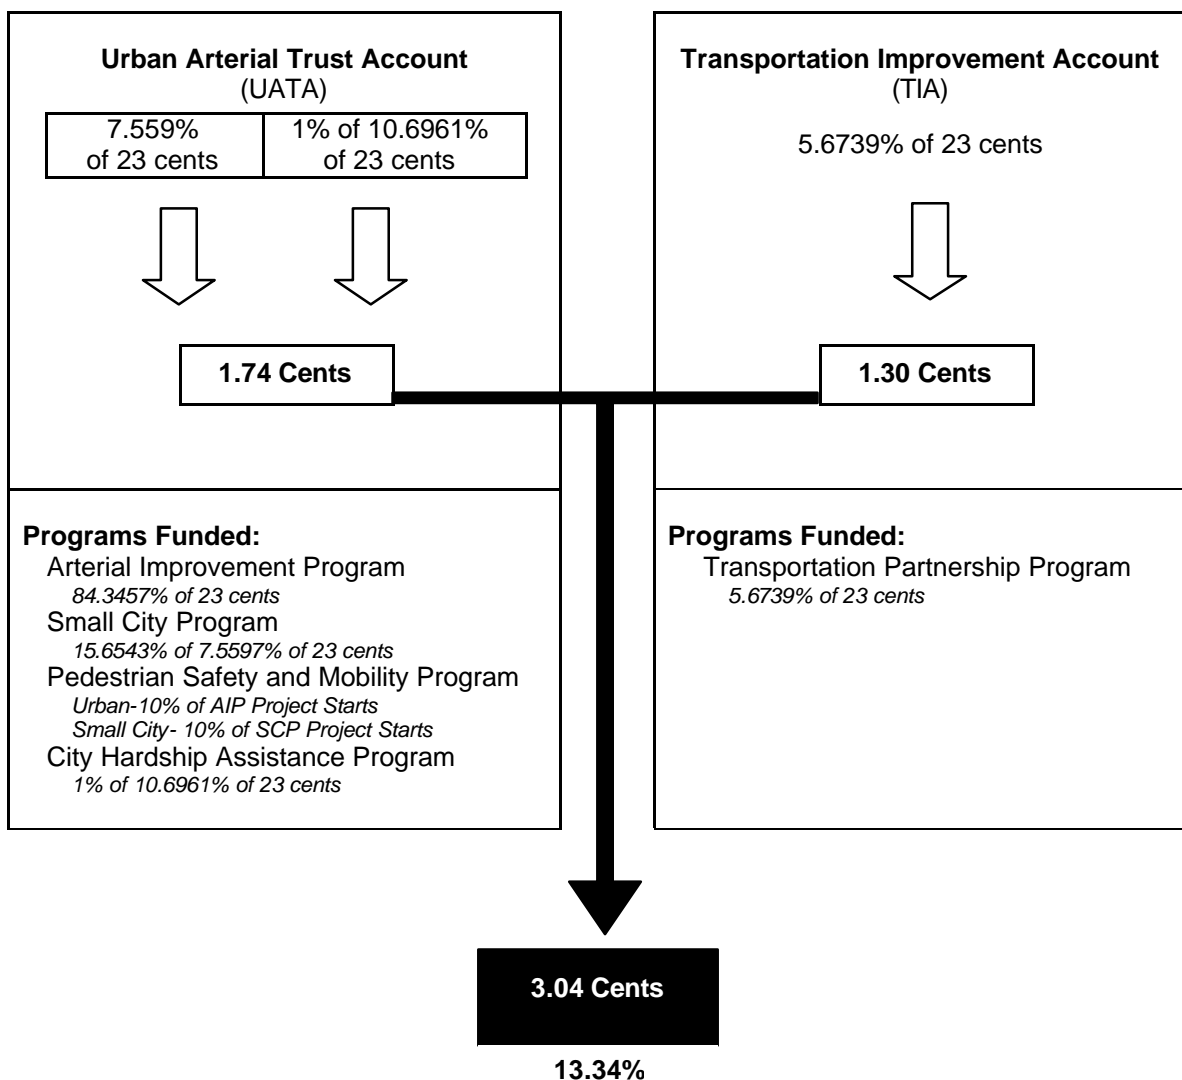 Urban Arterial Trust Account
(UATA)
7.559%
of 23 cents
1% of 10.6961%
of 23 cents
1.74 Cents
Programs Funded:
Arterial Improvement Program
84.3457% of 23 cents
Small City Program
15.6543% of 7.5597% of 23 cents
Pedestrian Safety and Mobility Program
Urban-10% of AIP Project Starts
Small City- 10% of SCP Project Starts
City Hardship Assistance Program
1% of 10.6961% of 23 cents
Transportation Improvement Account
(TIA)
5.6739% of 23 cents
1.30 Cents
Programs Funded:
Transportation Partnership Program
5.6739% of 23 cents
3.04 Cents
13.34%